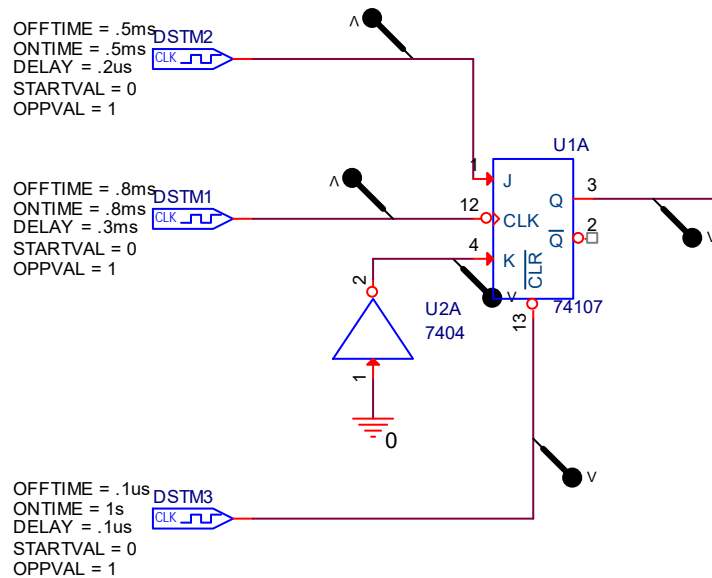 OFFTIME = .5ms
ONTIME = .5ms
DELAY = .2us
STARTVAL = 0
OPPVAL = 1
DSTM2
CLK
V
U1A
1
J
Q
3
OFFTIME = .8ms
ONTIME = .8ms
DELAY = .3ms
STARTVAL = 0
OPPVAL = 1
DSTM1
CLK
V
12
CLK
Q
2
V
4
K
CLR
V
74107
13
2
U2A
7404
1
0
V
OFFTIME = .1us
ONTIME = 1s
DELAY = .1us
STARTVAL = 0
OPPVAL = 1
DSTM3
CLK